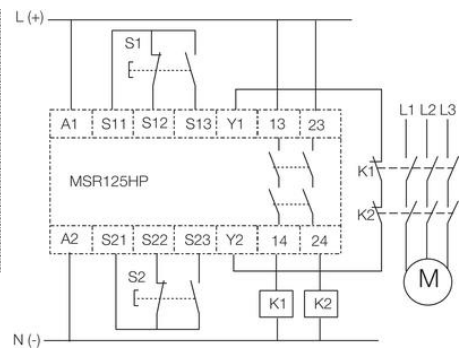 L (+)
S1
A1 S11 S12 S13 Y1 13 23
L1 L2 L3
MSR125HP
K1
K2
A2 S21 S22 S23 Y2 14 24
S2
K1 K2
M
N (-)